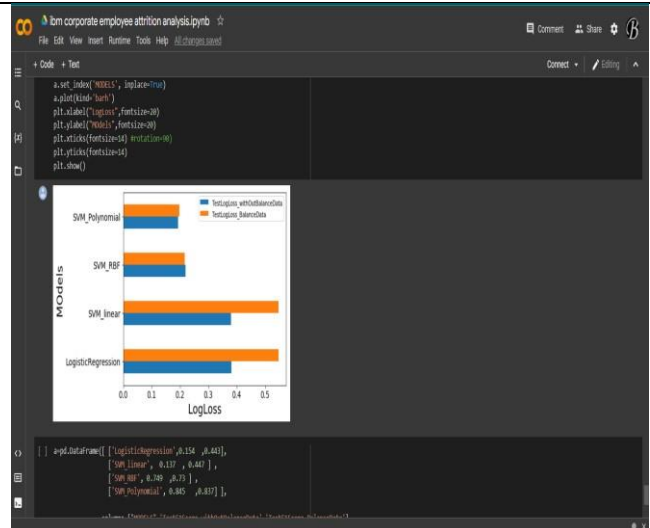 ibm corporate employee attrition analysis.ipynb
Comment Share
File Edit View Insert Runtime Tools Help All changes saved
+ Code + Text Connect Editing
a.set_index('MODELS', inplace=True)
a.plot(kind='barh')
plt.xlabel("LogLoss",fontsize=20)
plt.ylabel("MOdels",fontsize=20)
plt.xticks(fontsize=14) #rotation=90)
plt.yticks(fontsize=14)
plt.show()
TestLogLoss_withOutBalanceData
TestLogLoss_BalanceData
SVM_Polynomial
SVM_RBF
SVM_linear
LogisticRegression
MOdels
0.0 0.1 0.2 0.3 0.4 0.5
LogLoss
[ ] a=pd.DataFrame([ ['LogisticRegression',0.154 ,0.443],
['SVM_linear', 0.137 , 0.447 ] ,
['SVM_RBF', 0.749 ,0.73 ] ,
['SVM_Polynomial', 0.845 ,0.837] ],